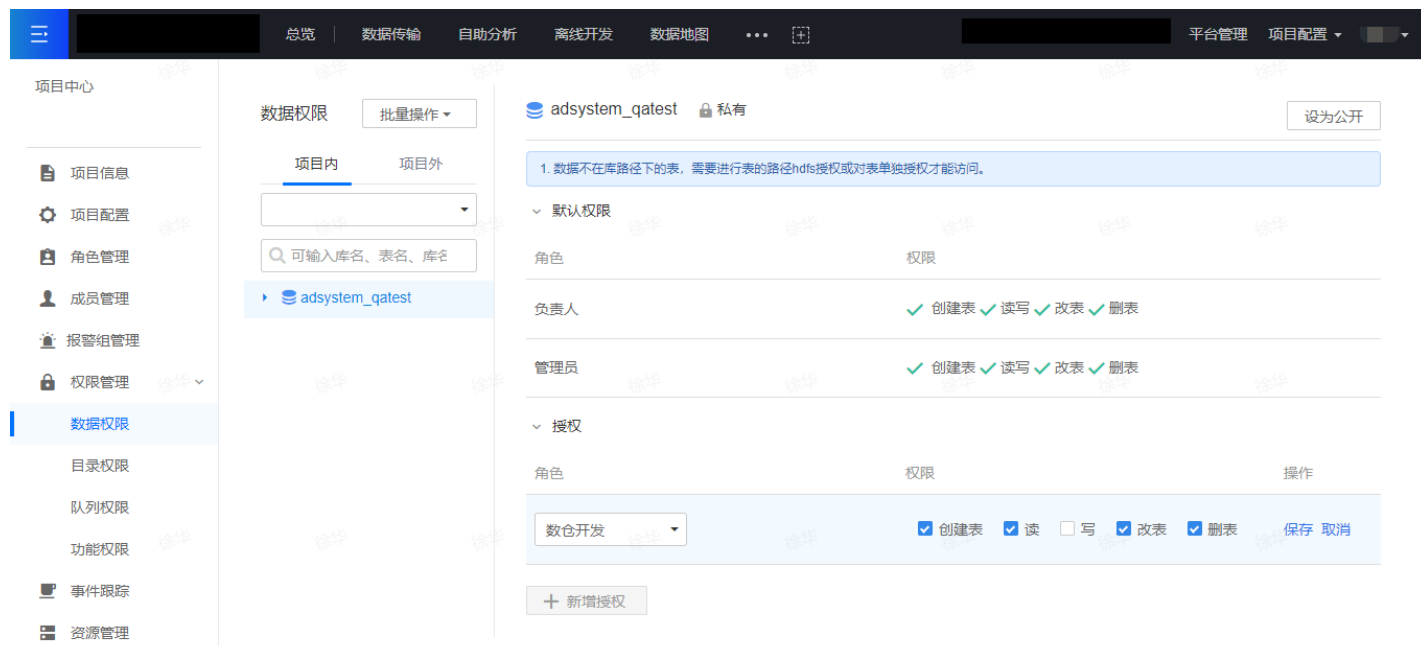 总览 数据传输 自助分析 离线开发 数据地图 ••• 平台管理 项目配置
项目中心
项目信息
项目配置
角色管理
成员管理
报警组管理
权限管理
数据权限
目录权限
队列权限
功能权限
事件跟踪
资源管理
数据权限 批量操作
项目内 项目外
可输入库名、表名、库名
adsystem_qatest
adsystem_qatest 私有 设为公开
1. 数据不在库路径下的表，需要进行表的路径hdfs授权或对表单独授权才能访问。
默认权限
角色 权限
负责人 创建表 读写 改表 删表
管理员 创建表 读写 改表 删表
授权
角色 权限 操作
数仓开发 创建表 读 写 改表 删表 保存 取消
新增授权
徐华